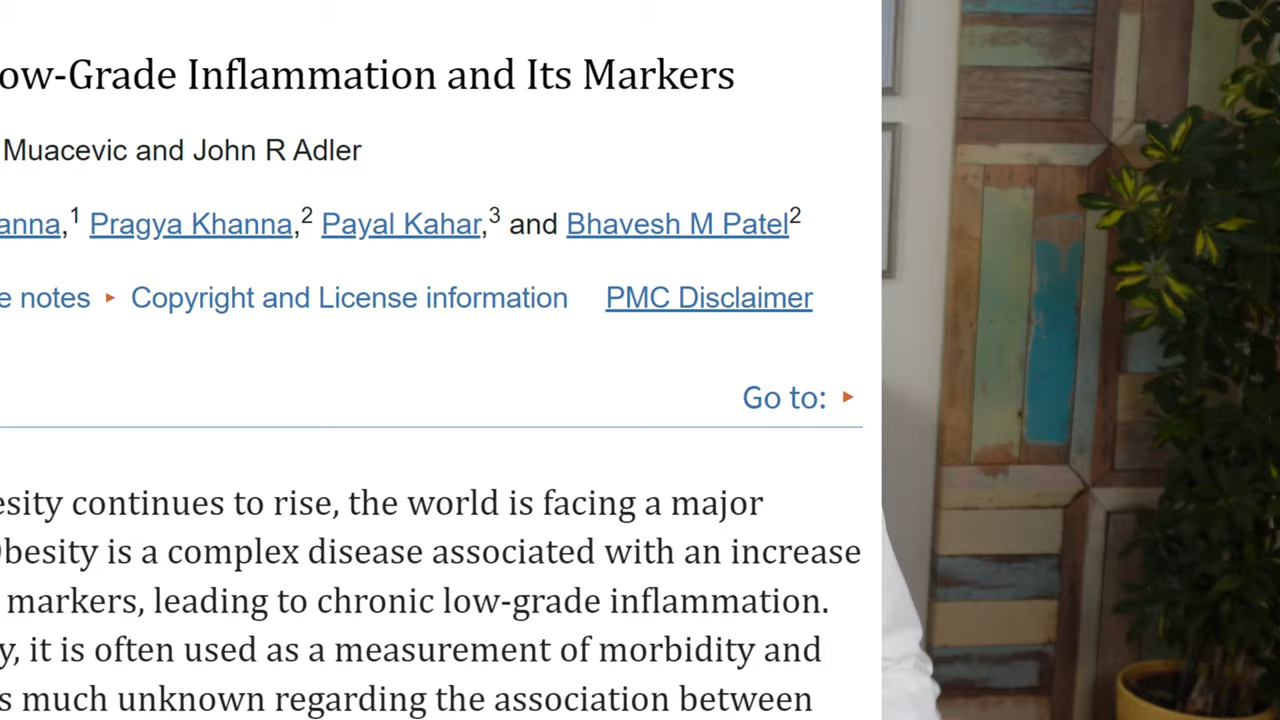 ow-Grade Inflammation and Its Markers
Muacevic and John R Adler
anna,1 Pragya Khanna,2 Payal Kahar,3 and Bhavesh M Patel2
e notes ▸ Copyright and License information PMC Disclaimer
Go to: ▸
esity continues to rise, the world is facing a major
Obesity is a complex disease associated with an increase
markers, leading to chronic low-grade inflammation.
y, it is often used as a measurement of morbidity and
s much unknown regarding the association between